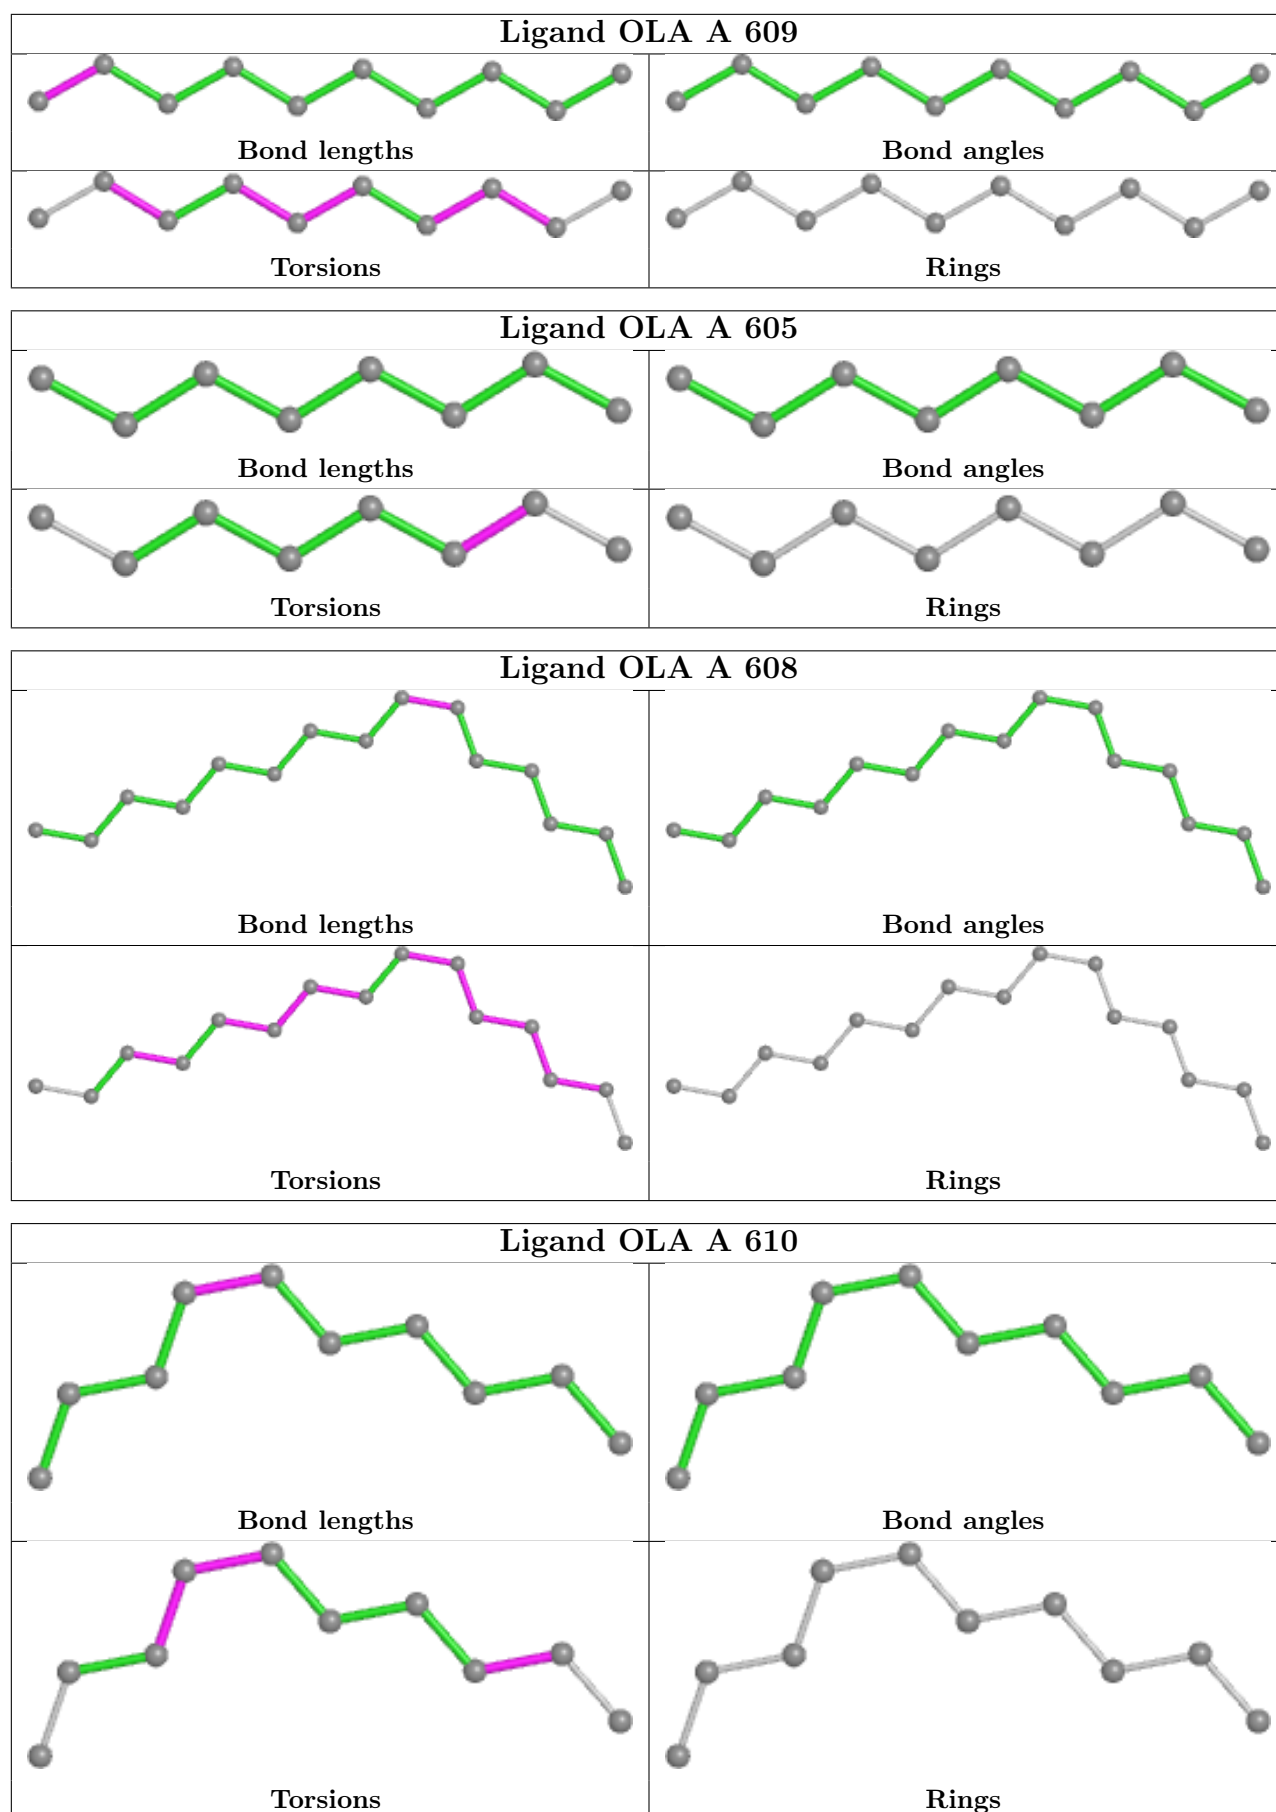 Ligand OLA A 609
Bond lengths
Bond angles
Torsions
Rings
Ligand OLA A 605
Bond lengths
Bond angles
Torsions
Rings
Ligand OLA A 608
Bond lengths
Bond angles
Torsions
Rings
Ligand OLA A 610
Bond lengths
Bond angles
Torsions
Rings